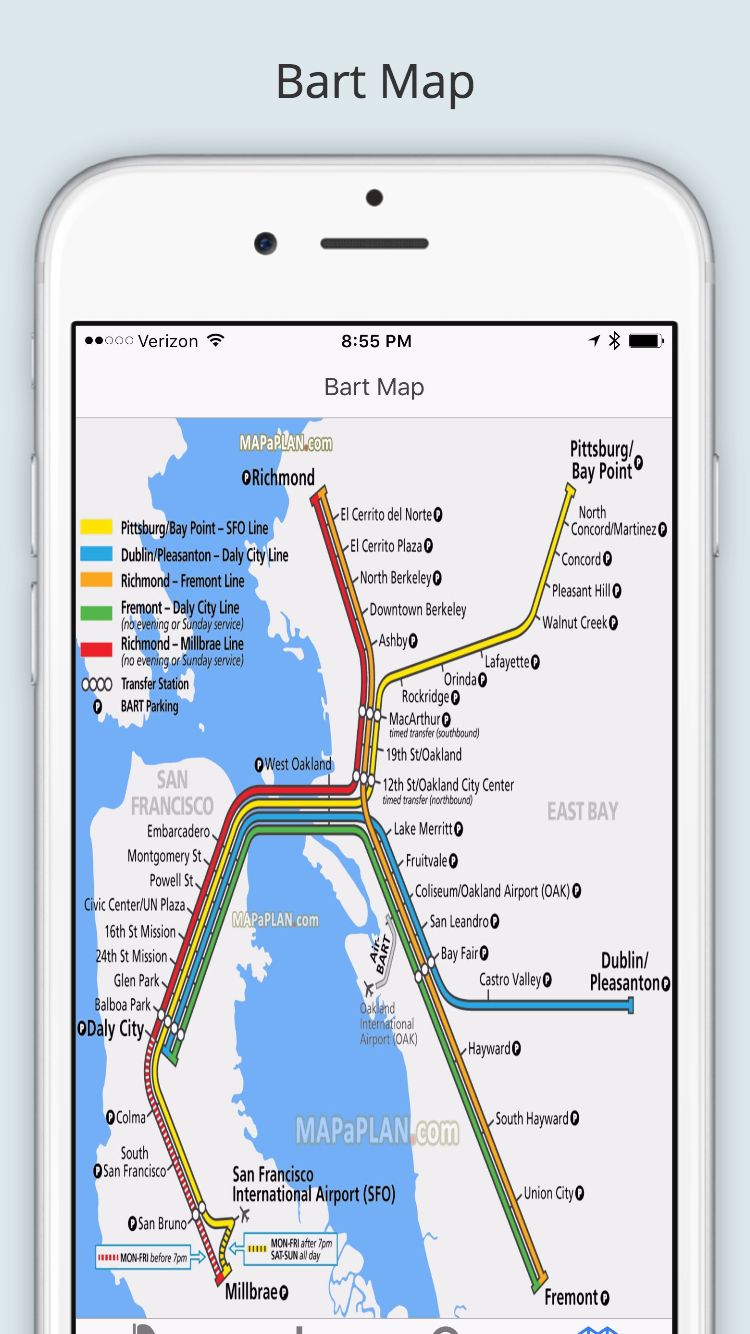 Bart Map
Verizon
8:55 PM
Bart Map
MAPaPLAN.com
P Richmond
Pittsburg/
Bay Point P
Pittsburg/Bay Point – SFO Line
Dublin/Pleasanton – Daly City Line
Richmond – Fremont Line
Fremont – Daly City Line
(no evening or Sunday service)
Richmond – Millbrae Line
(no evening or Sunday service)
Transfer Station
P BART Parking
El Cerrito del Norte P
El Cerrito Plaza P
North Berkeley P
Downtown Berkeley
Ashby P
North
Concord/Martinez P
Concord P
Pleasant Hill P
Walnut Creek P
Lafayette P
Orinda P
Rockridge P
MacArthur P
timed transfer (southbound)
19th St/Oakland
12th St/Oakland City Center
timed transfer (northbound)
P West Oakland
SAN
FRANCISCO
EAST BAY
Embarcadero
Montgomery St
Powell St
Civic Center/UN Plaza
16th St Mission
24th St Mission
Glen Park
Balboa Park
P Daly City
Lake Merritt P
Fruitvale P
Coliseum/Oakland Airport (OAK) P
San Leandro P
Bay Fair P
Castro Valley P
Dublin/
Pleasanton P
MAPaPLAN.com
Air-
BART
Oakland
International
Airport (OAK)
Hayward P
South Hayward P
Union City P
Fremont P
MAPaPLAN.com
P Colma
South
P San Francisco
P San Bruno
San Francisco
International Airport (SFO)
MON-FRI before 7pm
MON-FRI after 7pm
SAT-SUN all day
Millbrae P